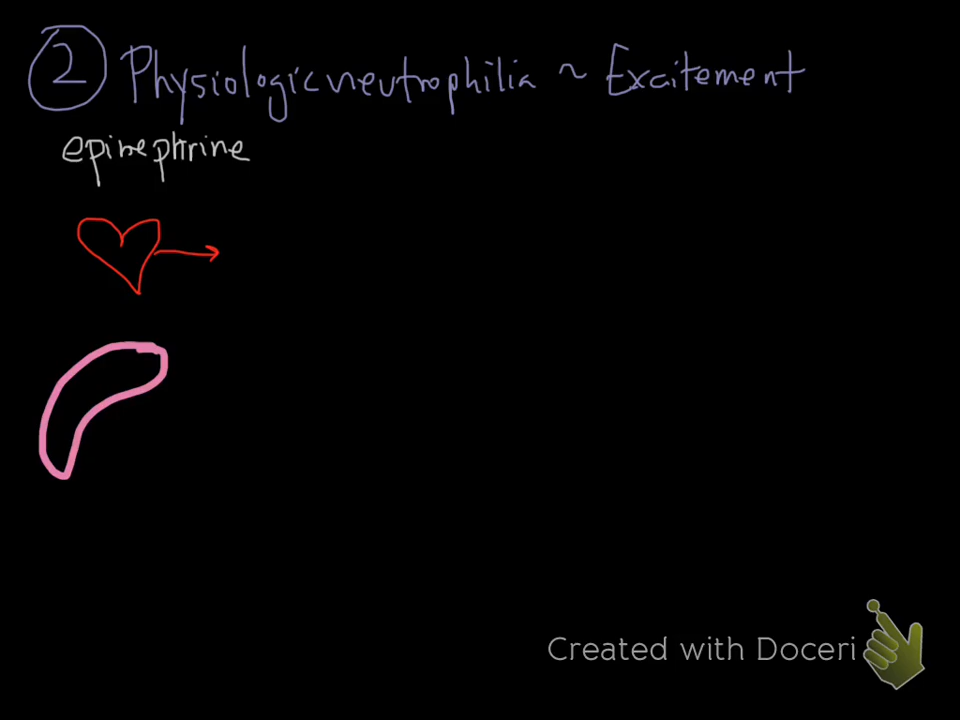 2 Physiologic neutrophilia ~ Excitement
epinephrine
Created with Doceri